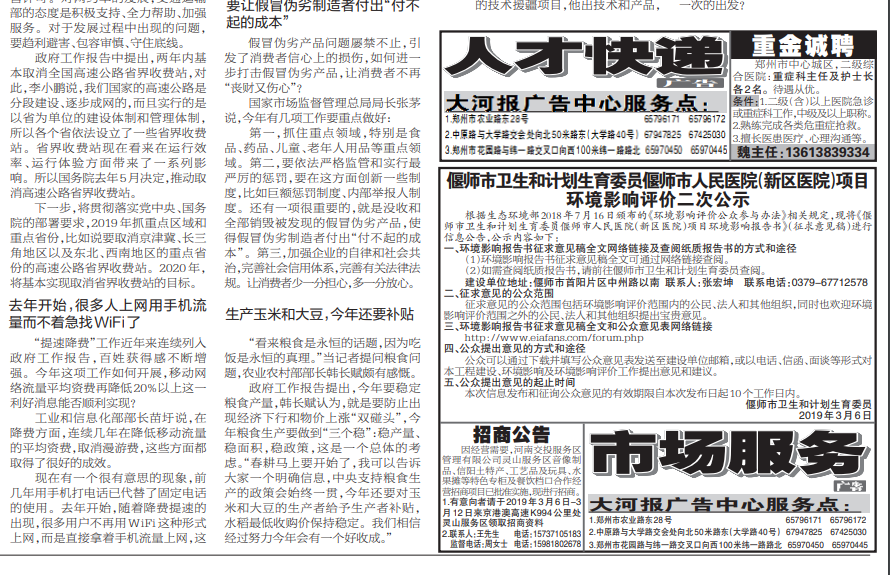 部的态度是积极支持、全力帮助、加强
服务。对于发展过程中出现的问题，
要趋利避害、包容审慎、守住底线。
政府工作报告中提出，两年内基
本取消全国高速公路省界收费站，对
此，李小鹏说，我们国家的高速公路是
分段建设、逐步成网的，而且实行的是
以省为单位的建设体制和管理体制，
所以各个省依法设立了一些省界收费
站。省界收费站现在看来在运行效
率、运行体验方面带来了一系列影
响。所以国务院去年5月决定，推动取
消高速公路省界收费站。
下一步，将贯彻落实党中央、国务
院的部署要求，2019年抓重点区域和
重点省份，比如说要取消京津冀、长三
角地区以及东北、西南地区的重点省
份的高速公路省界收费站。2020年，
将基本实现取消省界收费站的目标。
去年开始，很多人上网用手机流
量而不着急找WiFi了
“提速降费”工作近年来连续列入
政府工作报告，百姓获得感不断增
强。今年这项工作如何开展，移动网
络流量平均资费再降低20%以上这一
利好消息能否顺利实现？
工业和信息化部部长苗圩说，在
降费方面，连续几年在降低移动流量
的平均资费，取消漫游费，这些方面都
取得了很好的成效。
现在有一个很有意思的现象，前
几年用手机打电话已代替了固定电话
的使用。去年开始，随着降费提速的
出现，很多用户不再用WiFi这种形式
上网，而是直接拿着手机流量上网，这
要让假冒伪劣制造者付出“付不
起的成本”
假冒伪劣产品问题屡禁不止，引
发了消费者信心上的损伤，如何进一
步打击假冒伪劣产品，让消费者不再
“丧财又伤心”？
国家市场监督管理总局局长张茅
说，今年有几项工作要重点做好：
第一，抓住重点领域，特别是食
品、药品、儿童、老年人用品等重点领
域。第二，要依法严格监管和实行最
严厉的惩罚，要在这方面创新一些制
度，比如巨额惩罚制度、内部举报人制
度。还有一项很重要的，就是没收和
全部销毁被发现的假冒伪劣产品，使
得假冒伪劣制造者付出“付不起的成
本”。第三，加强企业的自律和社会共
治，完善社会信用体系，完善有关法律法
规。让消费者少一分担心，多一分放心。
生产玉米和大豆，今年还要补贴
“看来粮食是永恒的话题，因为吃
饭是永恒的真理。”当记者提问粮食问
题，农业农村部部长韩长赋颇有感慨。
政府工作报告提出，今年要稳定
粮食产量，韩长赋认为，就是要防止出
现经济下行和物价上涨“双碰头”，今
年粮食生产要做到“三个稳”：稳产量、
稳面积，稳政策，这是一个总体的考
虑。“春耕马上要开始了，我可以告诉
大家一个明确信息，中央支持粮食生
产的政策会始终一贯，今年还要对玉
米和大豆的生产者给予生产者补贴，
水稻最低收购价保持稳定。我们相信
经过努力今年会有一个好收成。”
的技术援疆项目，他出技术和产品，
一次的出发？
人才快递
广告
大河报广告中心服务点：
1.郑州市农业路东28号 65796171 65796172
2.中原路与大学路交会处向北50米路东(大学路40号) 67947825 67425030
3.郑州市花园路与纬一路交叉口向西100米纬一路路北 65970450 65970445
重金诚聘
郑州市中心城区，二级综
合医院：重症科主任及护士长
各2名。待遇从优。
条件：1.二级(含)以上医院急诊
或重症科工作，中级及以上职称。
2.熟练完成各类危重症抢救。
3.擅长医患医疗、心理沟通等。
魏主任：13613839334
偃师市卫生和计划生育委员偃师市人民医院(新区医院)项目
环境影响评价二次公示
根据生态环境部2018年7月16日颁布的《环境影响评价公众参与办法》相关规定，现将《偃
师市卫生和计划生育委员偃师市人民医院(新区医院)项目环境影响报告书》(征求意见稿)进行
信息公告，公示内容如下：
一、环境影响报告书征求意见稿全文网络链接及查阅纸质报告书的方式和途径
（1）环境影响报告书征求意见稿全文可通过网络链接查阅。
（2）如需查阅纸质报告书，请前往偃师市卫生和计划生育委员查阅。
建设单位地址：偃师市首阳片区中州路以南 联系人：张宏坤 联系电话：0379-67712578
二、征求意见的公众范围
征求意见的公众范围包括环境影响评价范围内的公民、法人和其他组织，同时也欢迎环境
影响评价范围之外的公民、法人和其他组织提出宝贵意见。
三、环境影响报告书征求意见稿全文和公众意见表网络链接
http://www.eiafans.com/forum.php
四、公众提出意见的方式和途径
公众可以通过下载并填写公众意见表发送至建设单位邮箱，或以电话、信函、面谈等形式对
本工程建设、环境影响及环境影响评价工作提出意见和建议。
五、公众提出意见的起止时间
本次信息发布和征询公众意见的有效期限自本次发布日起10个工作日内。
偃师市卫生和计划生育委员
2019年3月6日
招商公告
因经营需要，河南交投服务区
管理有限公司灵山服务区音像制
品，信阳土特产、工艺品及玩具、水
果摊等特色专柜及餐饮档口合作经
营招商项目已批准实施，现进行招商。
1.有意向者请于2019年3月6日-3
月12日来京港澳高速K994公里处
灵山服务区领取招商资料
2.联系人：王先生 电话：15737105183
监督电话：周女士 电话：15981802678
市场服务
广告
大河报广告中心服务点：
1.郑州市农业路东28号 65796171 65796172
2.中原路与大学路交会处向北50米路东(大学路40号) 67947825 67425030
3.郑州市花园路与纬一路交叉口向西100米纬一路路北 65970450 65970445